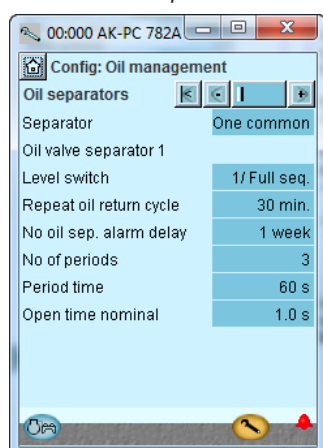 00:000 AK-PC 782A
Config: Oil management
Oil separators
Separator One common
Oil valve separator 1
Level switch 1/ Full seq.
Repeat oil return cycle 30 min.
No oil sep. alarm delay 1 week
No of periods 3
Period time 60 s
Open time nominal 1.0 s